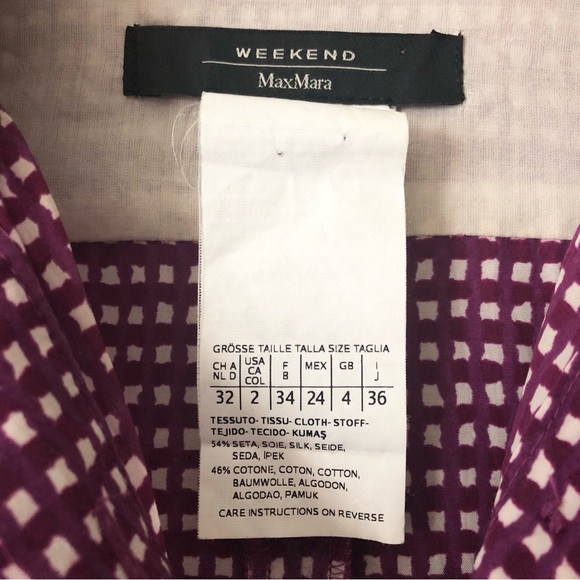 WEEKEND
MaxMara
GRÖSSE TAILLE TALLA SIZE TAGLIA
CH A NL D USA CA COL F B MEX GB I J
32 2 34 24 4 36
TESSUTO- TISSU- CLOTH- STOFF-
TEJIDO- TECIDO- KUMAŞ
54% SETA, SOIE, SILK, SEIDE,
SEDA, İPEK
46% COTONE, COTON, COTTON,
BAUMWOLLE, ALGODON,
ALGODAO, PAMUK
CARE INSTRUCTIONS ON REVERSE